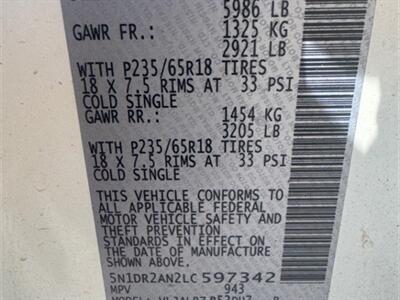 5986 LB
GAWR FR.: 1325 KG
2921 LB
WITH P235/65R18 TIRES
18 X 7.5 RIMS AT 33 PSI
COLD SINGLE
GAWR RR.: 1454 KG
3205 LB
WITH P235/65R18 TIRES
18 X 7.5 RIMS AT 33 PSI
COLD SINGLE
THIS VEHICLE CONFORMS TO
ALL APPLICABLE FEDERAL
MOTOR VEHICLE SAFETY AND
THEFT PREVENTION
STANDARDS IN EFFECT ON
THE DATE OF MANUFACTURE
SHOWN ABOVE.
5N1DR2AN2LC597342
MPV 943